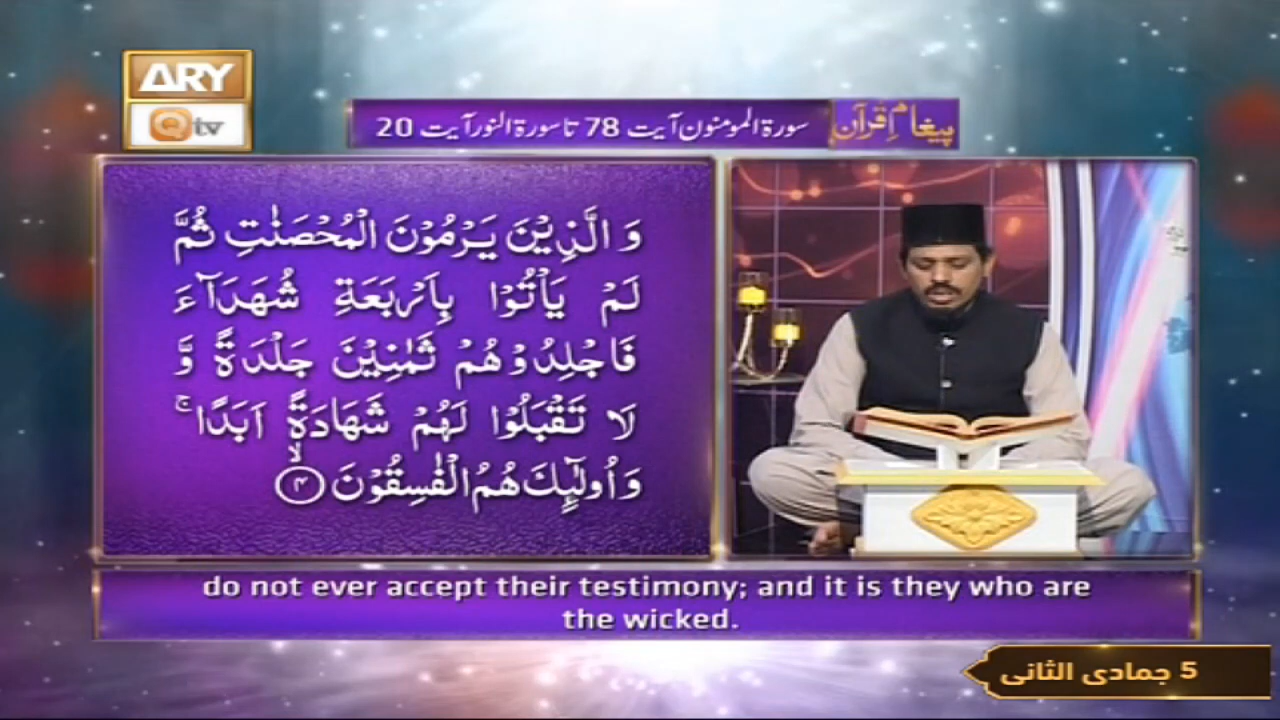 ARY
Qtv
پیغامِ قرآن
سورۃ المومنون آیت 78 تا سورۃ النور آیت 20
وَ الَّذِیۡنَ یَرۡمُوۡنَ الۡمُحۡصَنٰتِ ثُمَّ
لَمۡ یَاۡتُوۡا بِاَرۡبَعَۃِ شُہَدَآءَ
فَاجۡلِدُوۡہُمۡ ثَمٰنِیۡنَ جَلۡدَۃً وَّ
لَا تَقۡبَلُوۡا لَہُمۡ شَہَادَۃً اَبَدًا ۚ
وَ اُولٰٓئِکَ ہُمُ الۡفٰسِقُوۡنَ ۙ﴿۴﴾
do not ever accept their testimony; and it is they who are
the wicked.
5 جمادی الثانی